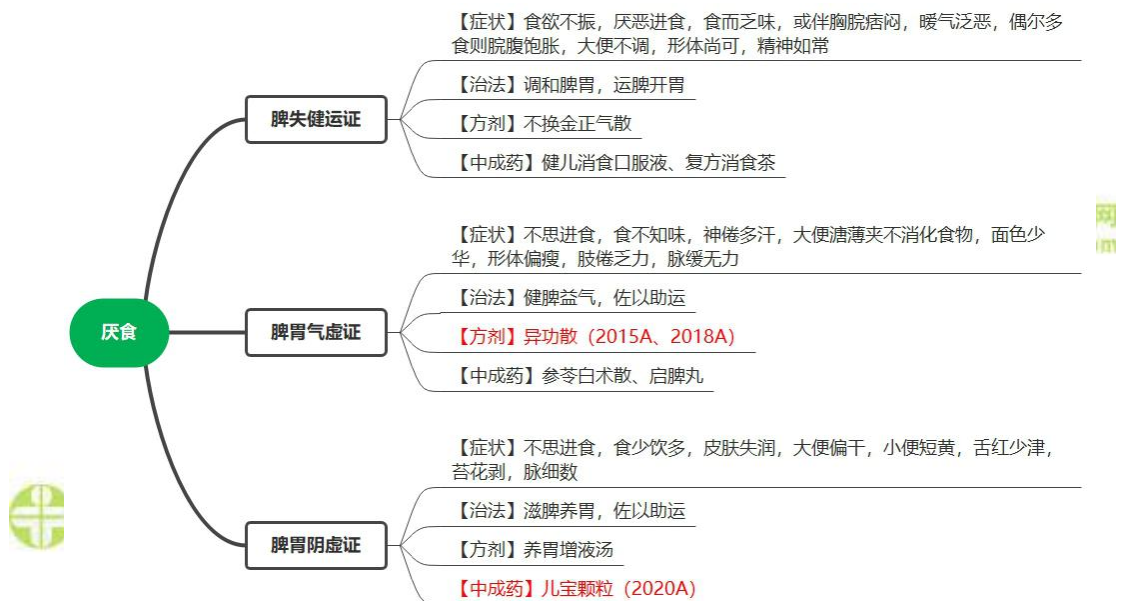 【症状】食欲不振，厌恶进食，食而乏味，或伴胸脘痞闷，暖气泛恶，偶尔多
食则脘腹饱胀，大便不调，形体尚可，精神如常
【治法】调和脾胃，运脾开胃
脾失健运证
【方剂】不换金正气散
【中成药】健儿消食口服液、复方消食茶
【症状】不思进食，食不知味，神倦多汗，大便溏薄夹不消化食物，面色少
华，形体偏瘦，肢倦乏力，脉缓无力
【治法】健脾益气，佐以助运
厌食
脾胃气虚证
【方剂】异功散（2015A、2018A）
【中成药】参苓白术散、启脾丸
【症状】不思进食，食少饮多，皮肤失润，大便偏干，小便短黄，舌红少津，
苔花剥，脉细数
【治法】滋脾养胃，佐以助运
脾胃阴虚证
【方剂】养胃增液汤
【中成药】儿宝颗粒（2020A）
网